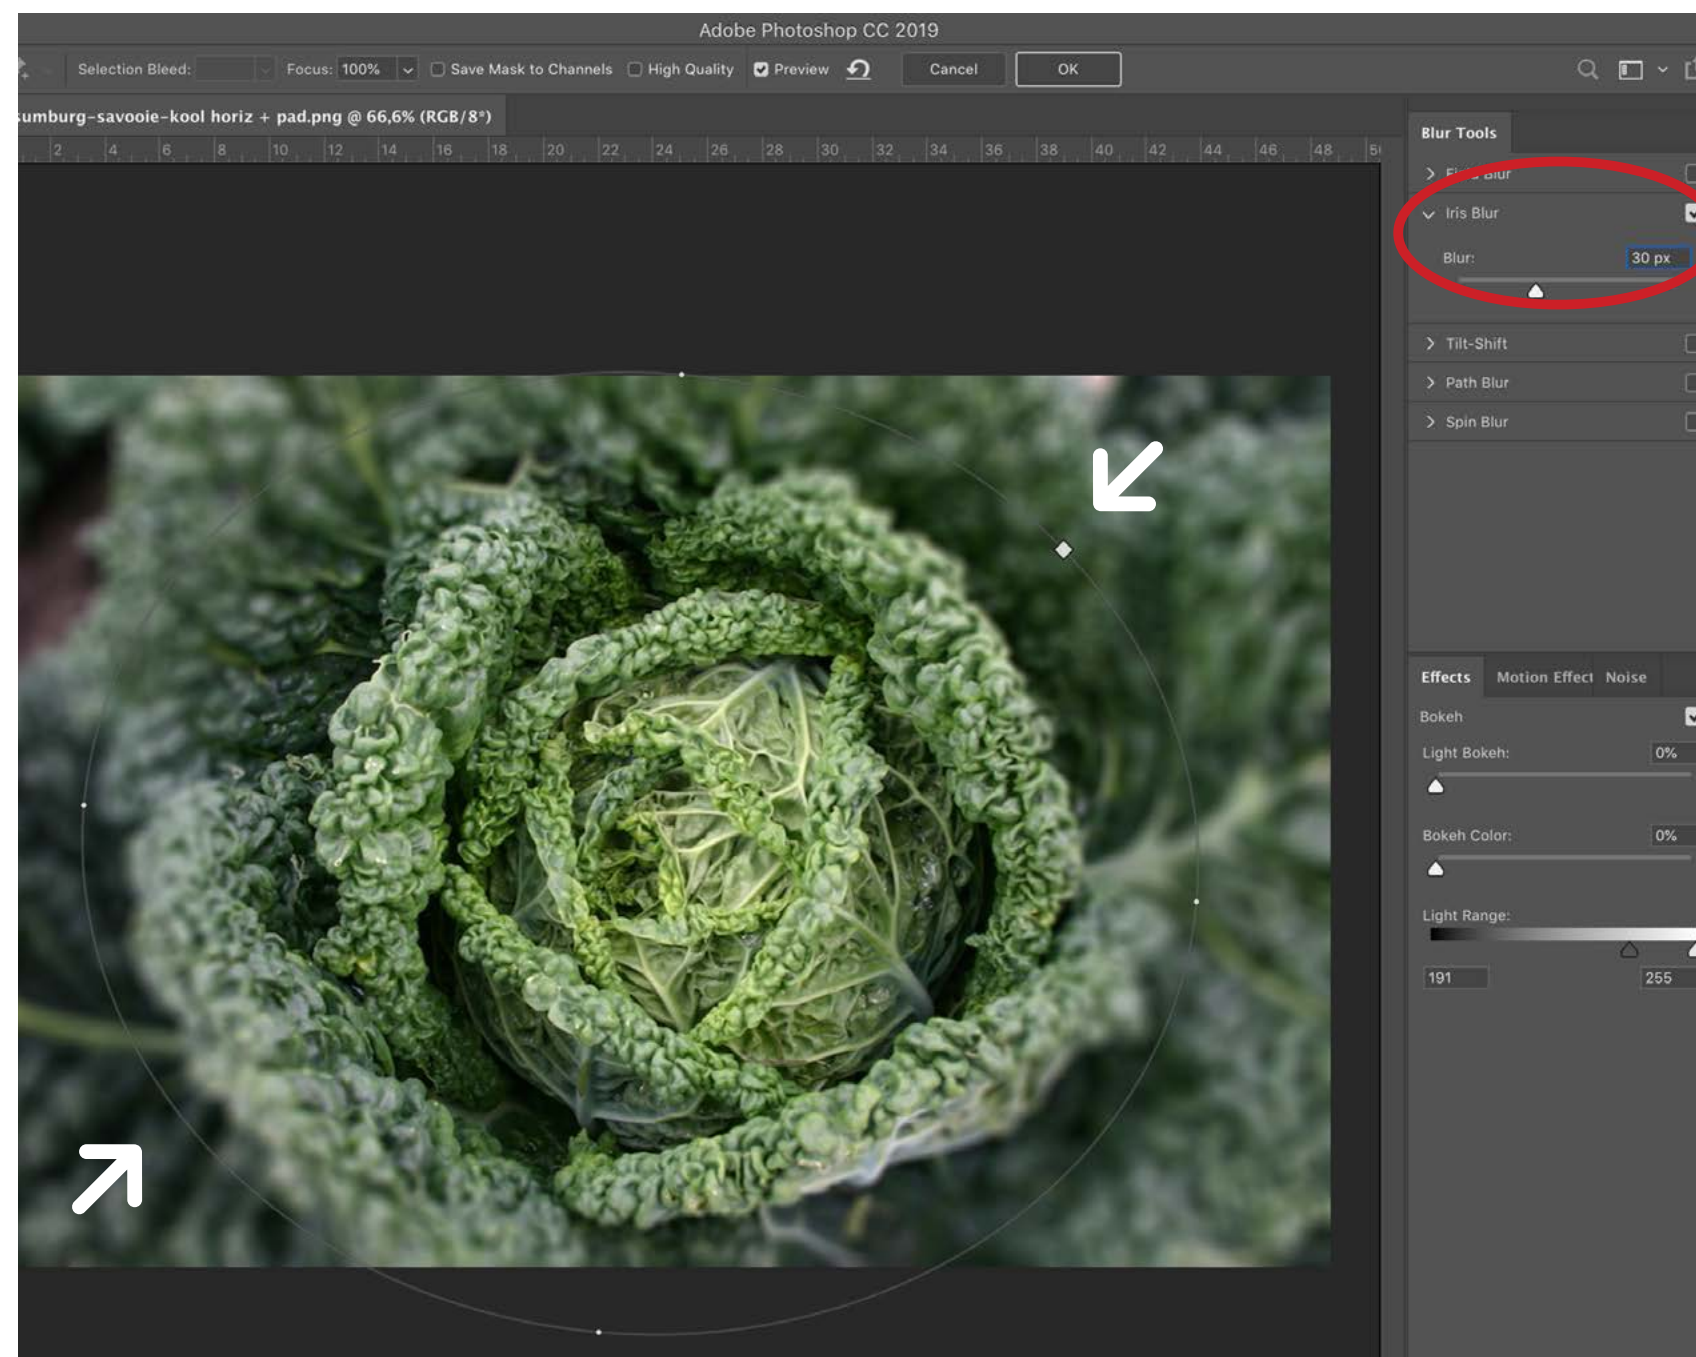 Adobe Photoshop CC 2019
Selection Bleed: Focus: 100% Save Mask to Channels High Quality Preview Cancel OK
sumburg-savooie-kool horiz + pad.png @ 66,6% (RGB/8*)
2 4 6 8 10 12 14 16 18 20 22 24 26 28 30 32 34 36 38 40 42 44 46 48
Blur Tools
Field Blur
Iris Blur
Blur: 30 px
Tilt-Shift
Path Blur
Spin Blur
Effects Motion Effect Noise
Bokeh
Light Bokeh: 0%
Bokeh Color: 0%
Light Range:
191 255